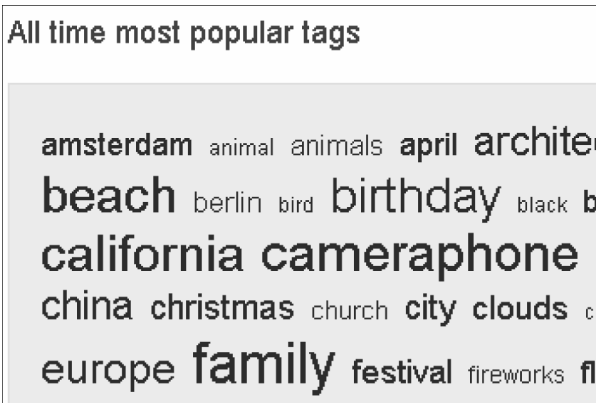 All time most popular tags
amsterdam animal animals april
beach berlin bird birthday black
california cameraphone
china christmas church city clouds
europe family festival fireworks